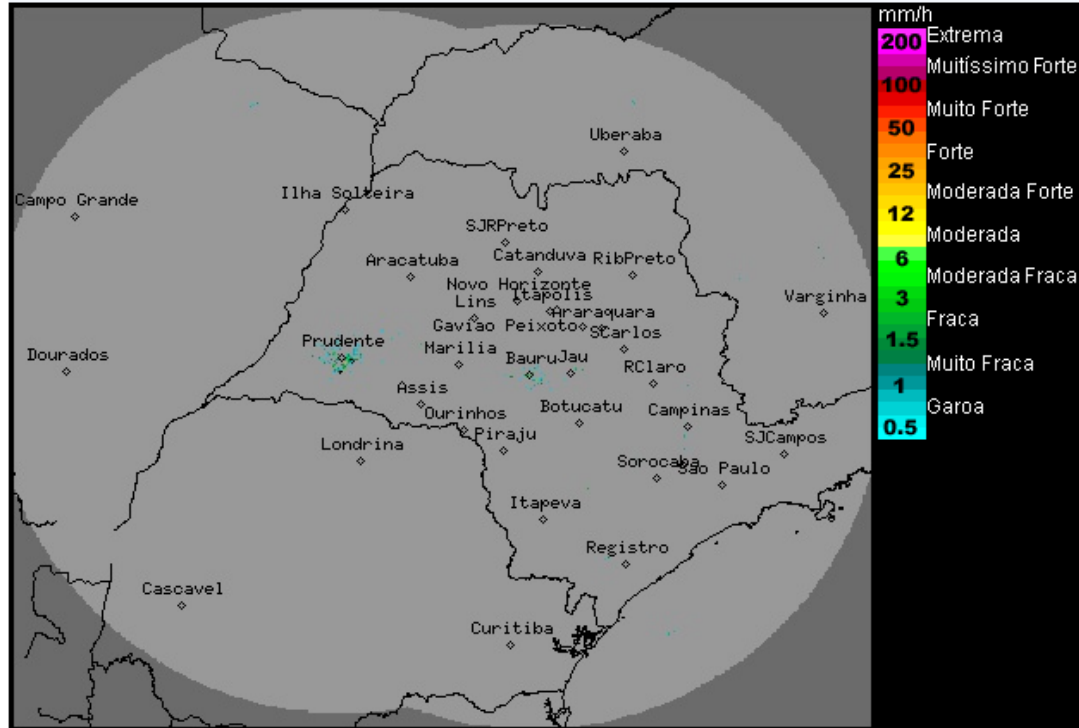 mm/h
200 Extrema
Muitíssimo Forte
100
Muito Forte
50
Forte
25
Moderada Forte
12
Moderada
6
Moderada Fraca
3
Fraca
1.5
Muito Fraca
1
Garoa
0.5
Uberaba
Ilha Solteira
Campo Grande
SJRPreto
Catanduva
RibPreto
Aracatuba
Novo Horizonte
Itapolis
Lins
Araraquara
Varginha
Gaviao Peixoto
SCarlos
Prudente
Marilia
Dourados
Bauru
Jau
RClaro
Assis
Ourinhos
Botucatu
Campinas
Piraju
Londrina
SJCampos
Sorocaba
Sao Paulo
Itapeva
Registro
Cascavel
Curitiba